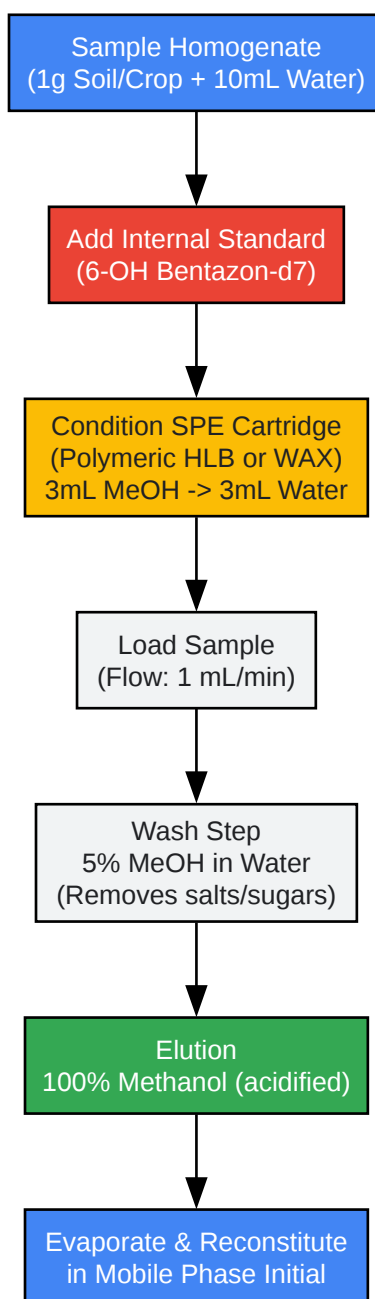 Sample Homogenate
(1g Soil/Crop + 10mL Water)
Add Internal Standard
(6-OH Bentazon-d7)
Condition SPE Cartridge
(Polymeric HLB or WAX)
3mL MeOH -> 3mL Water
Load Sample
(Flow: 1 mL/min)
Wash Step
5% MeOH in Water
(Removes salts/sugars)
Elution
100% Methanol (acidified)
Evaporate & Reconstitute
in Mobile Phase Initial